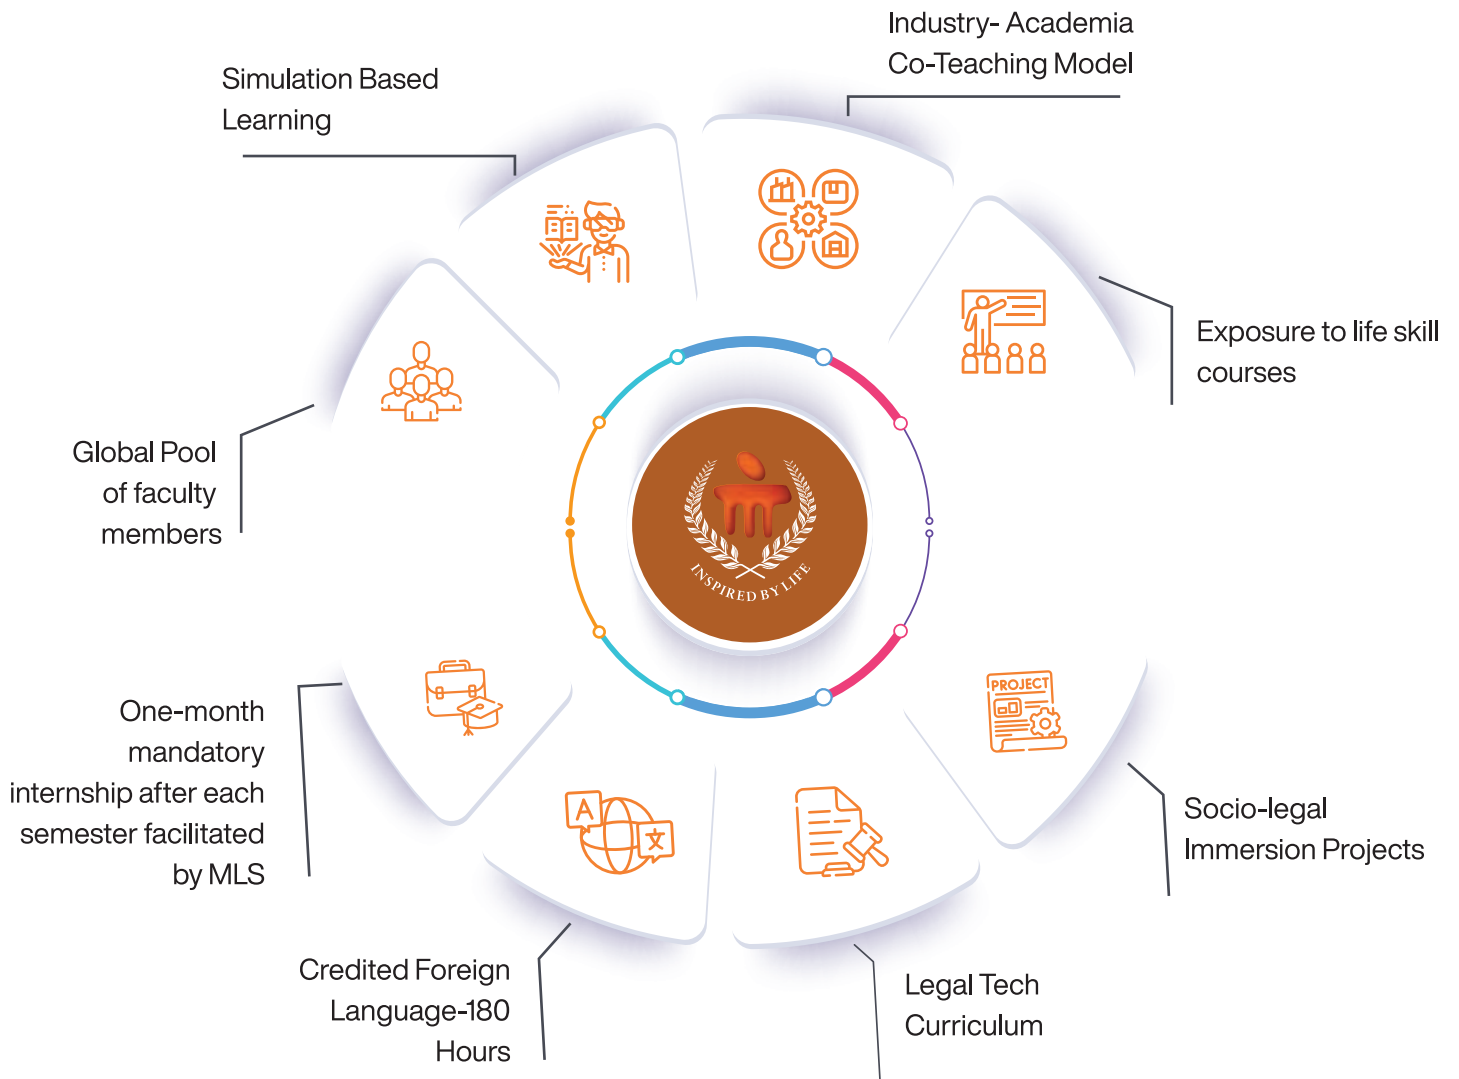 Industry- Academia
Co-Teaching Model
Simulation Based
Learning
Exposure to life skill
courses
Global Pool
of faculty
members
INSPIRED BY LIFE
PROJECT
One-month
mandatory
internship after each
semester facilitated
by MLS
Socio-legal
Immersion Projects
A
文
Credited Foreign
Language-180
Hours
Legal Tech
Curriculum